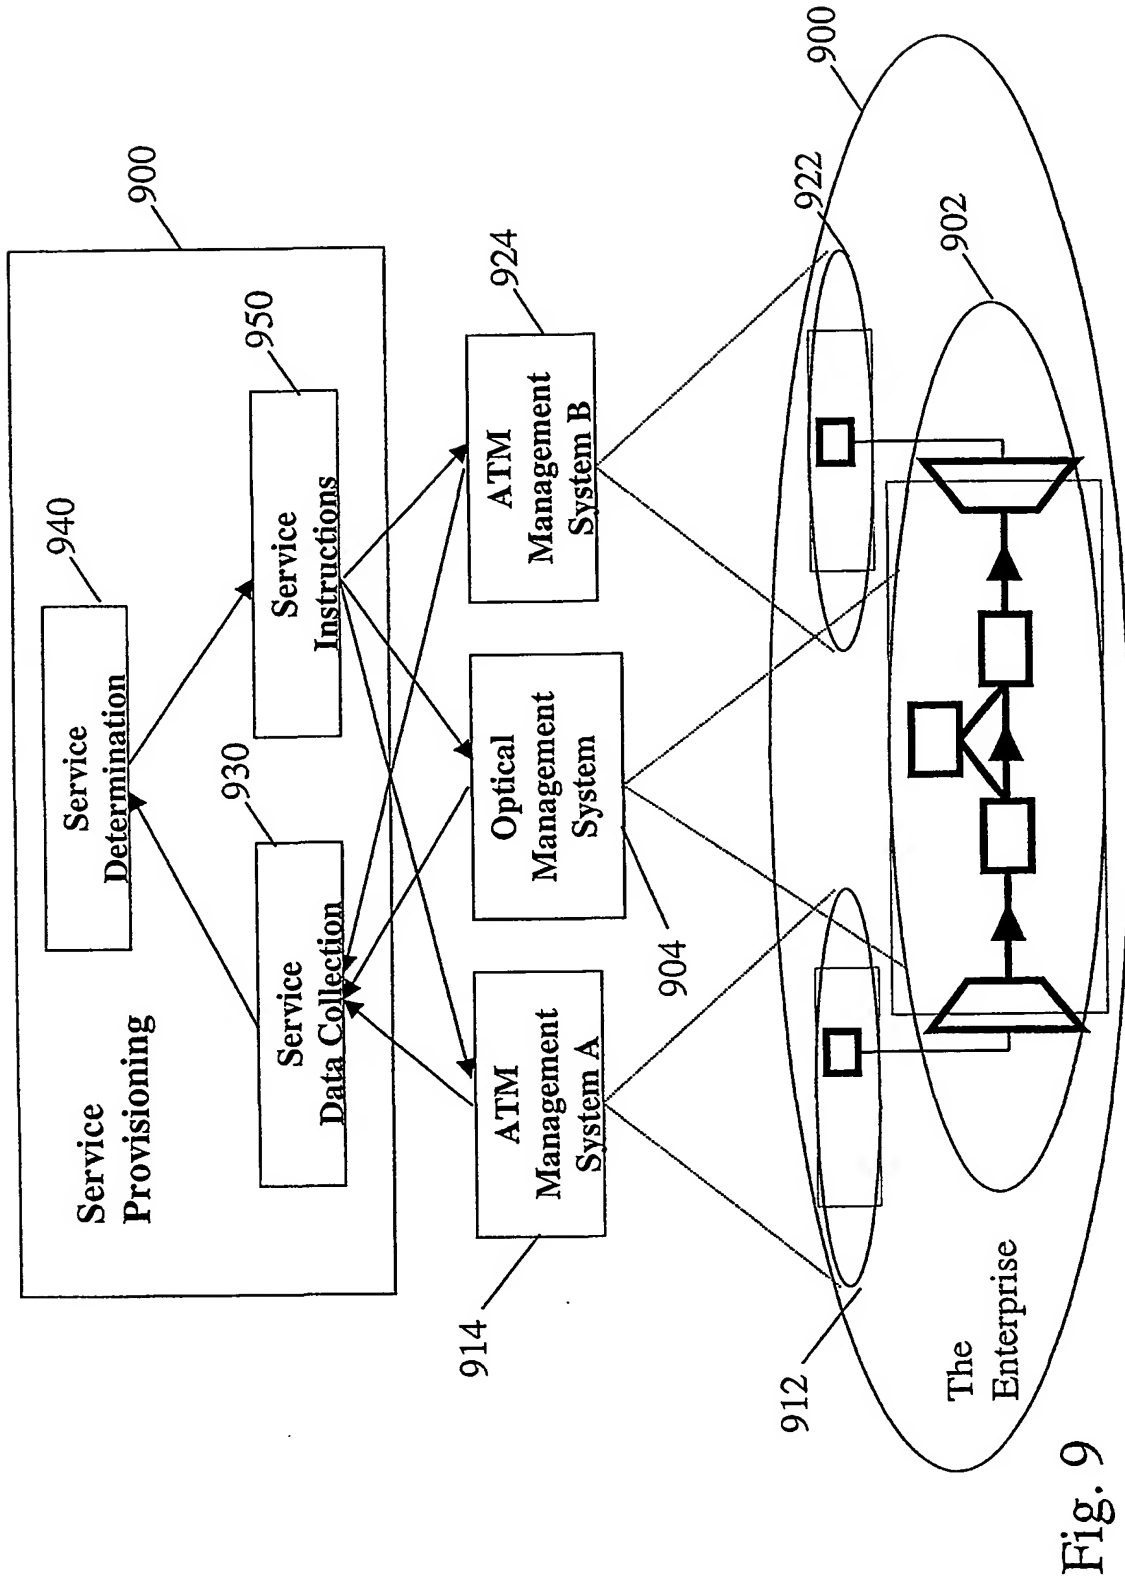 Service
Provisioning
900
Service
Determination
940
Service
Data Collection
930
Service
Instructions
950
ATM
Management
System A
914
Optical
Management
System
904
ATM
Management
System B
924
912
922
900
902
The
Enterprise
Fig. 9